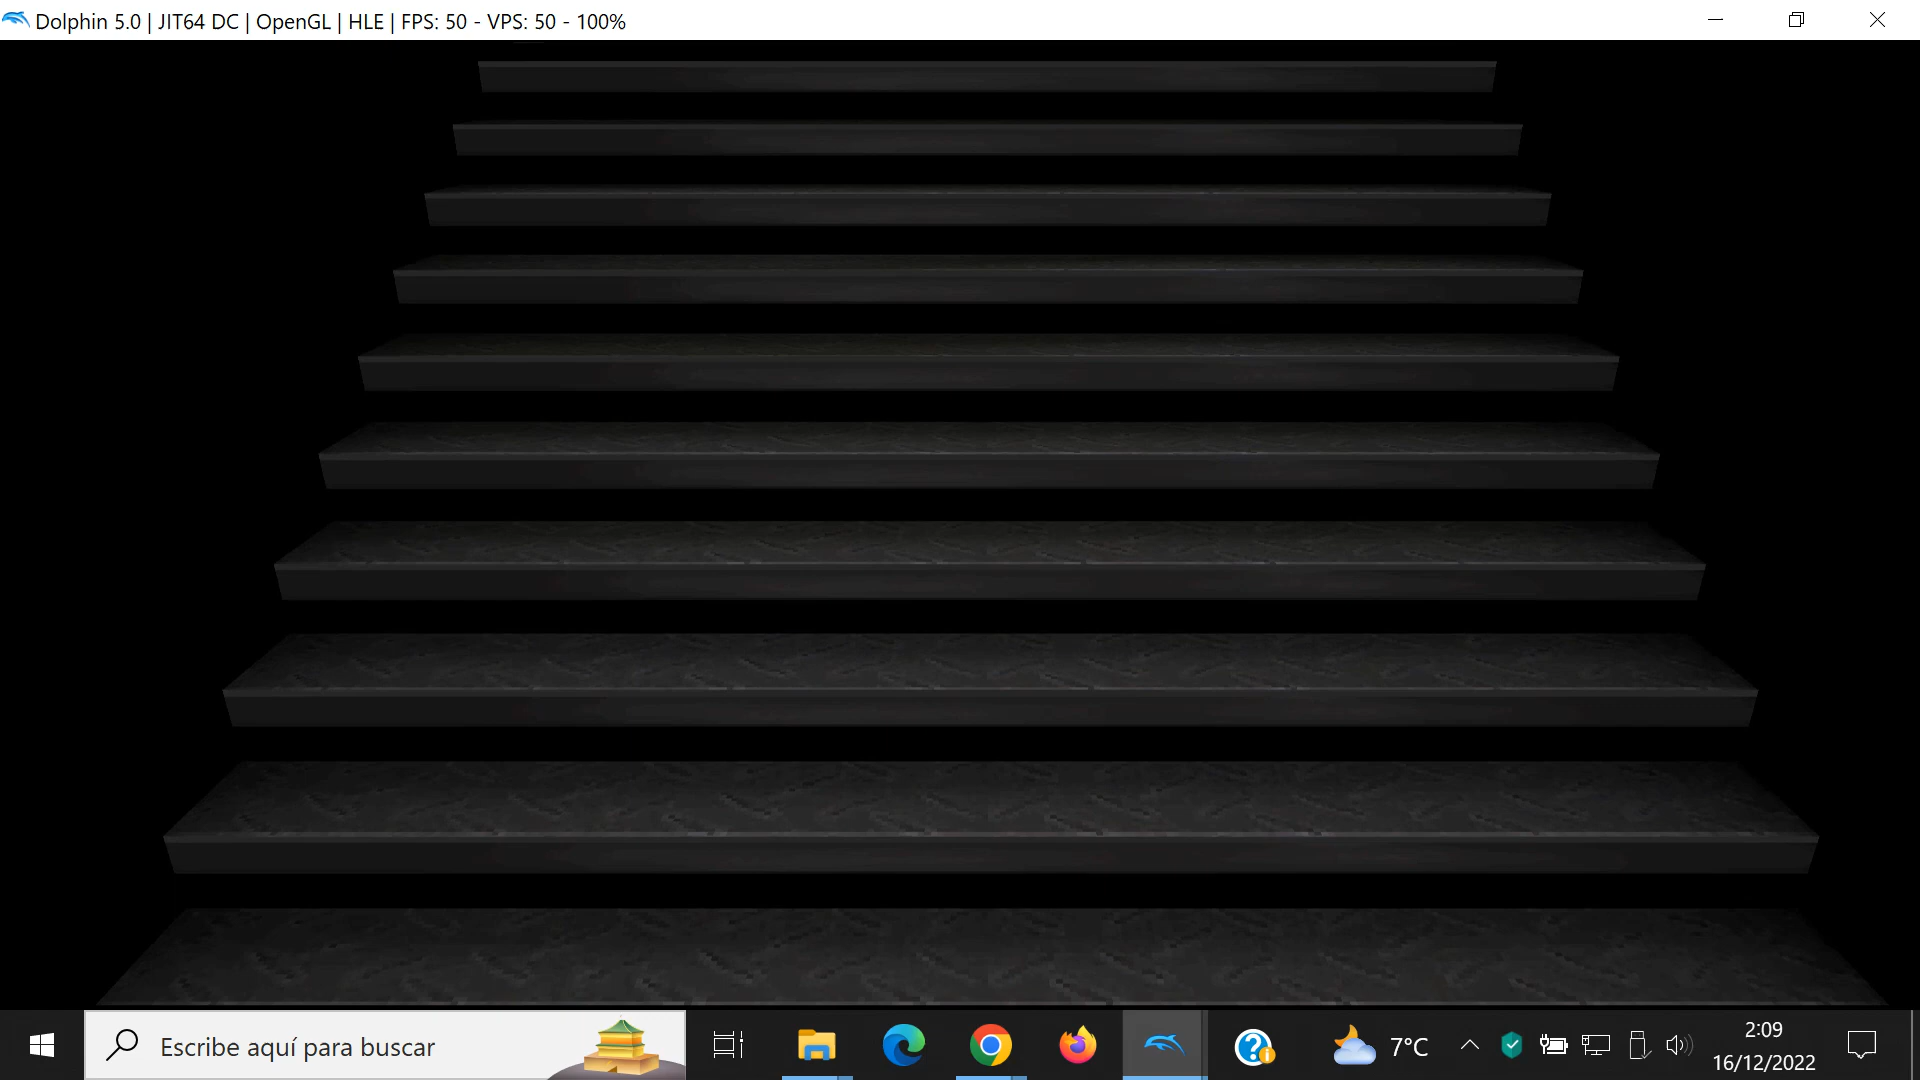 Dolphin 5.0 | JIT64 DC | OpenGL | HLE | FPS: 50 - VPS: 50 - 100%
Escribe aquí para buscar
7°C
2:09
16/12/2022